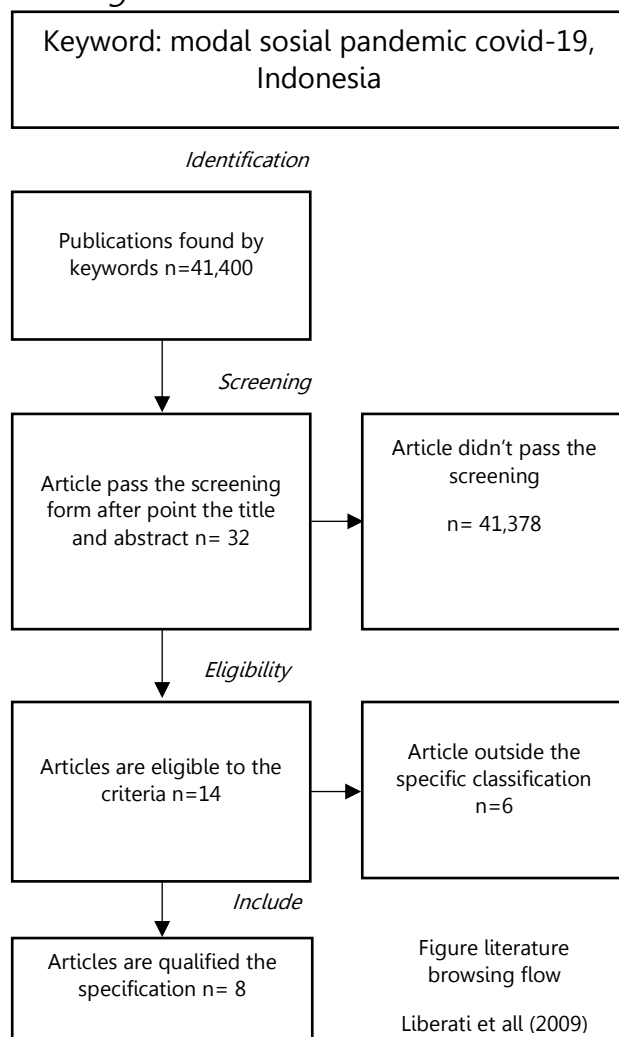 Keyword: modal sosial pandemic covid-19,
Indonesia
Identification
Publications found by
keywords n=41,400
Screening
Article pass the screening
form after point the title
and abstract n= 32
Article didn’t pass the
screening
n= 41,378
Eligibility
Articles are eligible to the
criteria n=14
Article outside the
specific classification
n=6
Include
Articles are qualified the
specification n= 8
Figure literature
browsing flow
Liberati et all (2009)